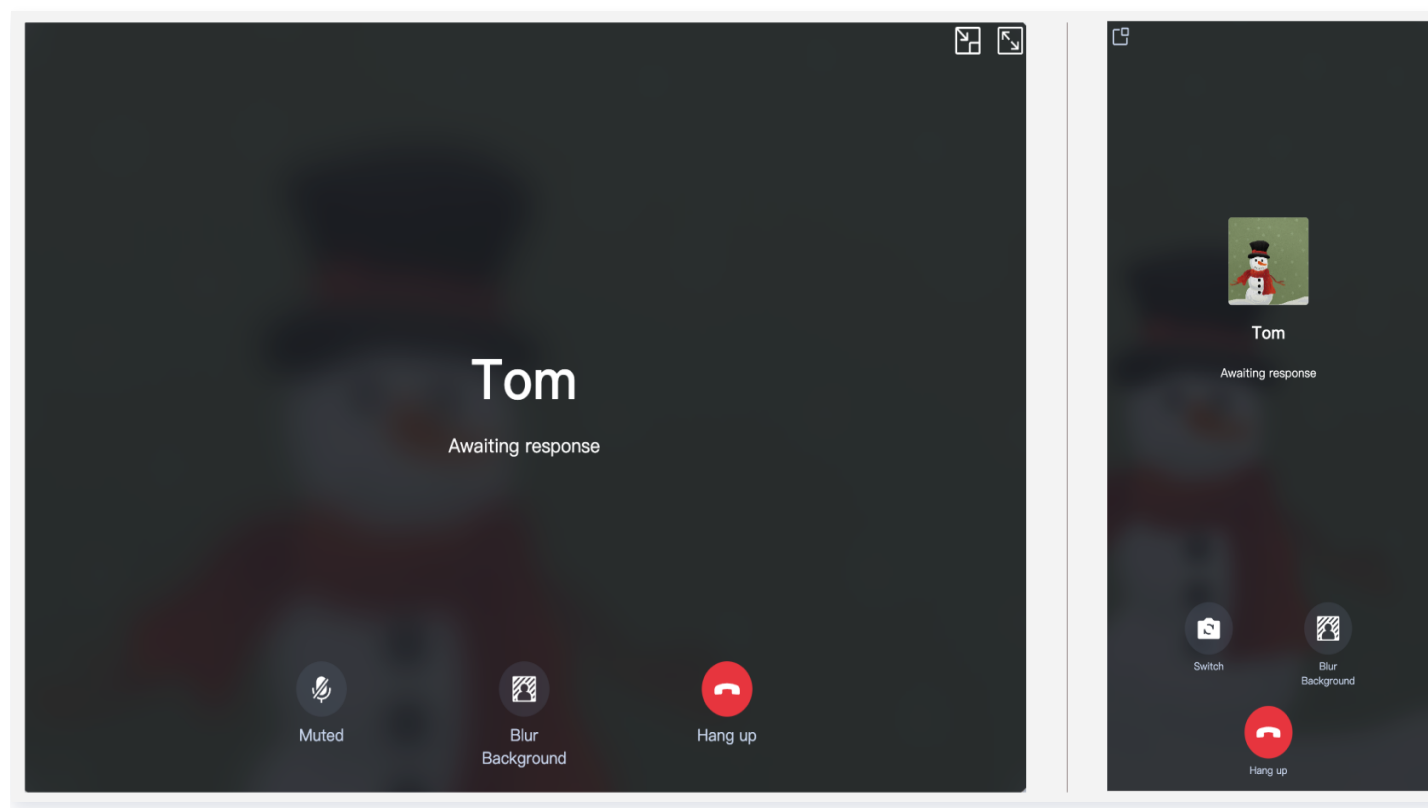 Tom
Awaiting response
Muted
Blur
Background
Hang up
Tom
Awaiting response
Switch
Blur
Background
Hang up